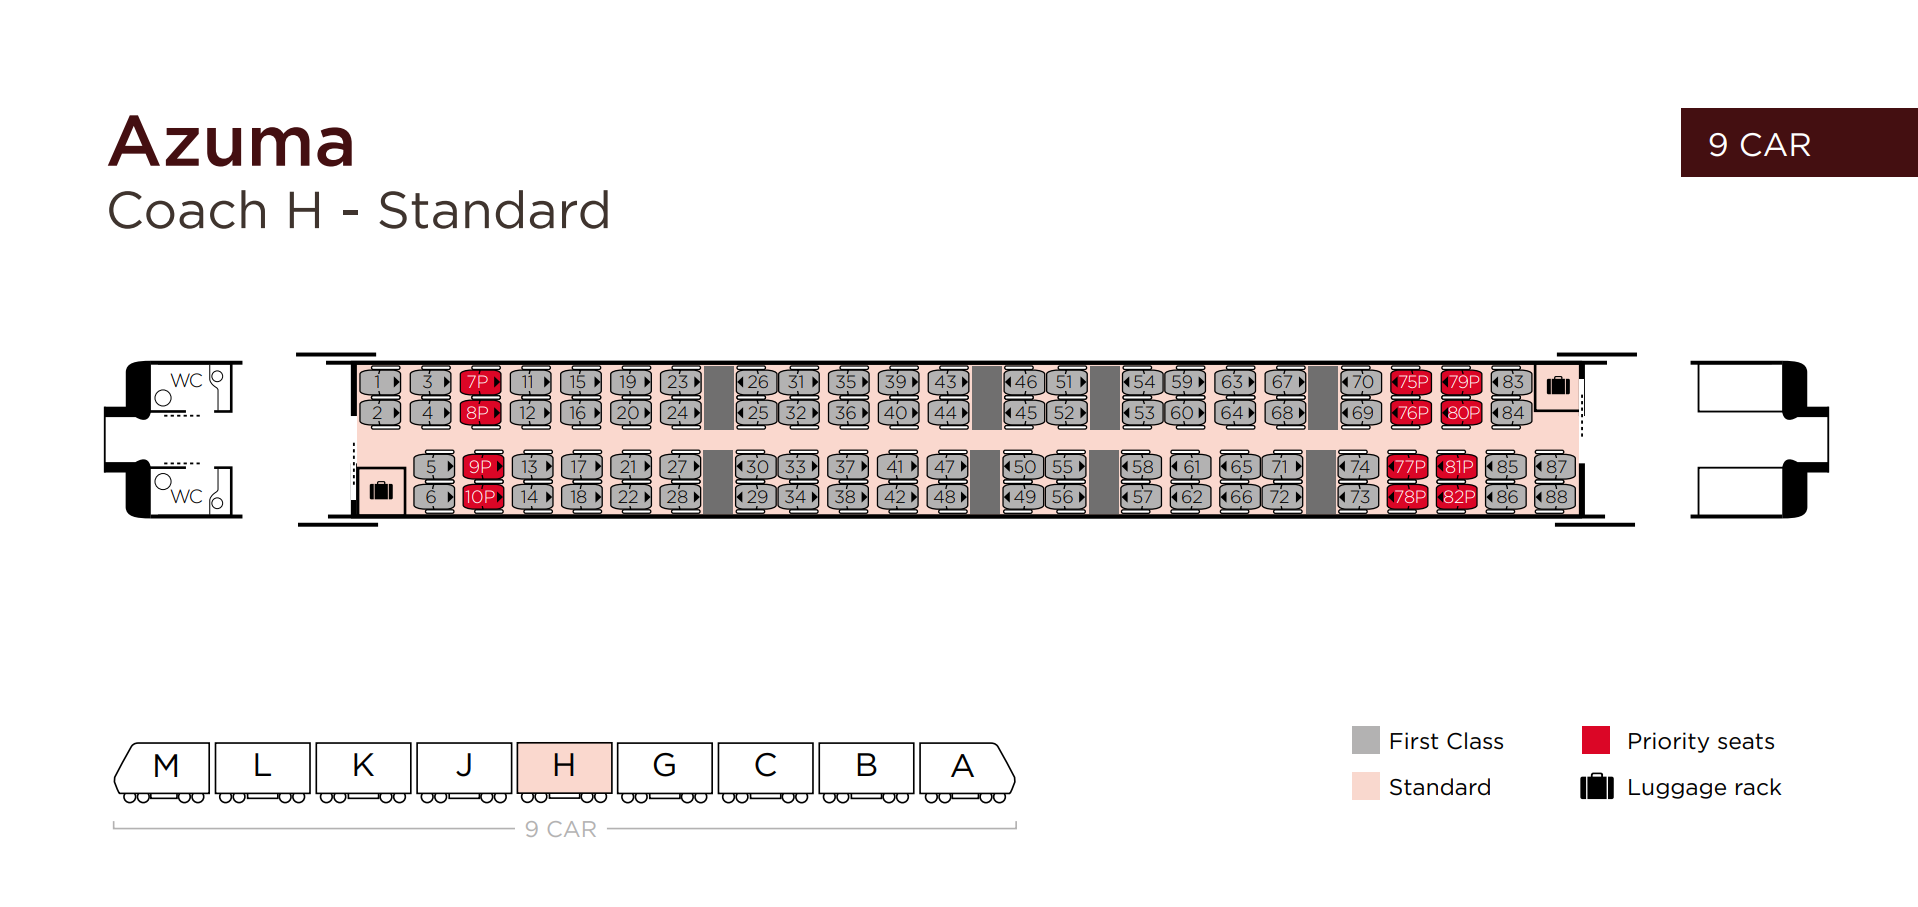 Azuma
Coach H - Standard
9 CAR
WC
1 3 7P 11 15 19 23 26 31 35 39 43 46 51 54 59 63 67 70 75P 79P 83
2 4 8P 12 16 20 24 25 32 36 40 44 45 52 53 60 64 68 69 76P 80P 84
5 9P 13 17 21 27 30 33 37 41 47 50 55 58 61 65 71 74 77P 81P 85 87
WC
6 10P 14 18 22 28 29 34 38 42 48 49 56 57 62 66 72 73 78P 82P 86 88
M L K J H G C B A
9 CAR
First Class
Priority seats
Standard
Luggage rack